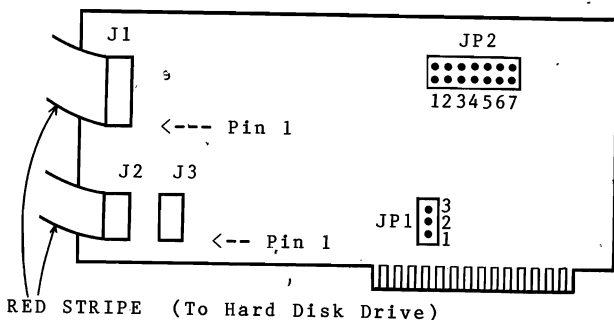 J1
JP2
1234567
<--- Pin 1
J2 J3
JP1
3
2
1
<-- Pin 1
RED STRIPE (To Hard Disk Drive)